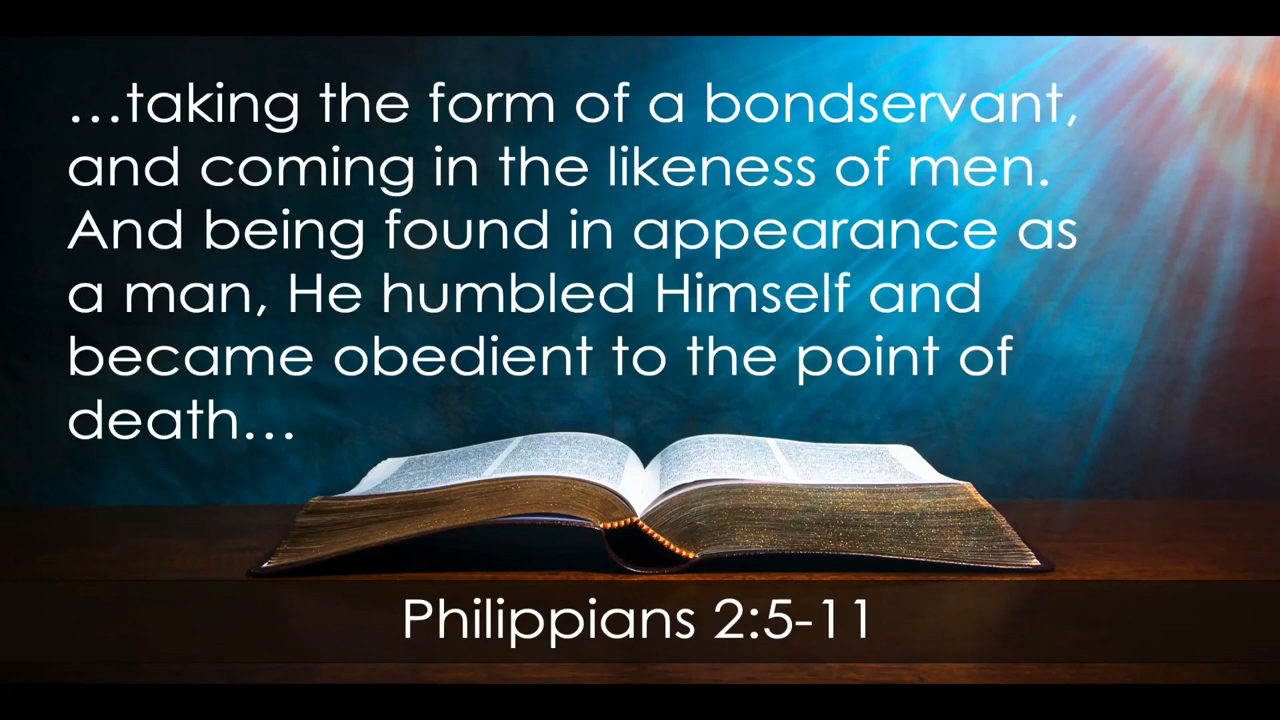 …taking the form of a bondservant,
and coming in the likeness of men.
And being found in appearance as
a man, He humbled Himself and
became obedient to the point of
death…
Philippians 2:5-11